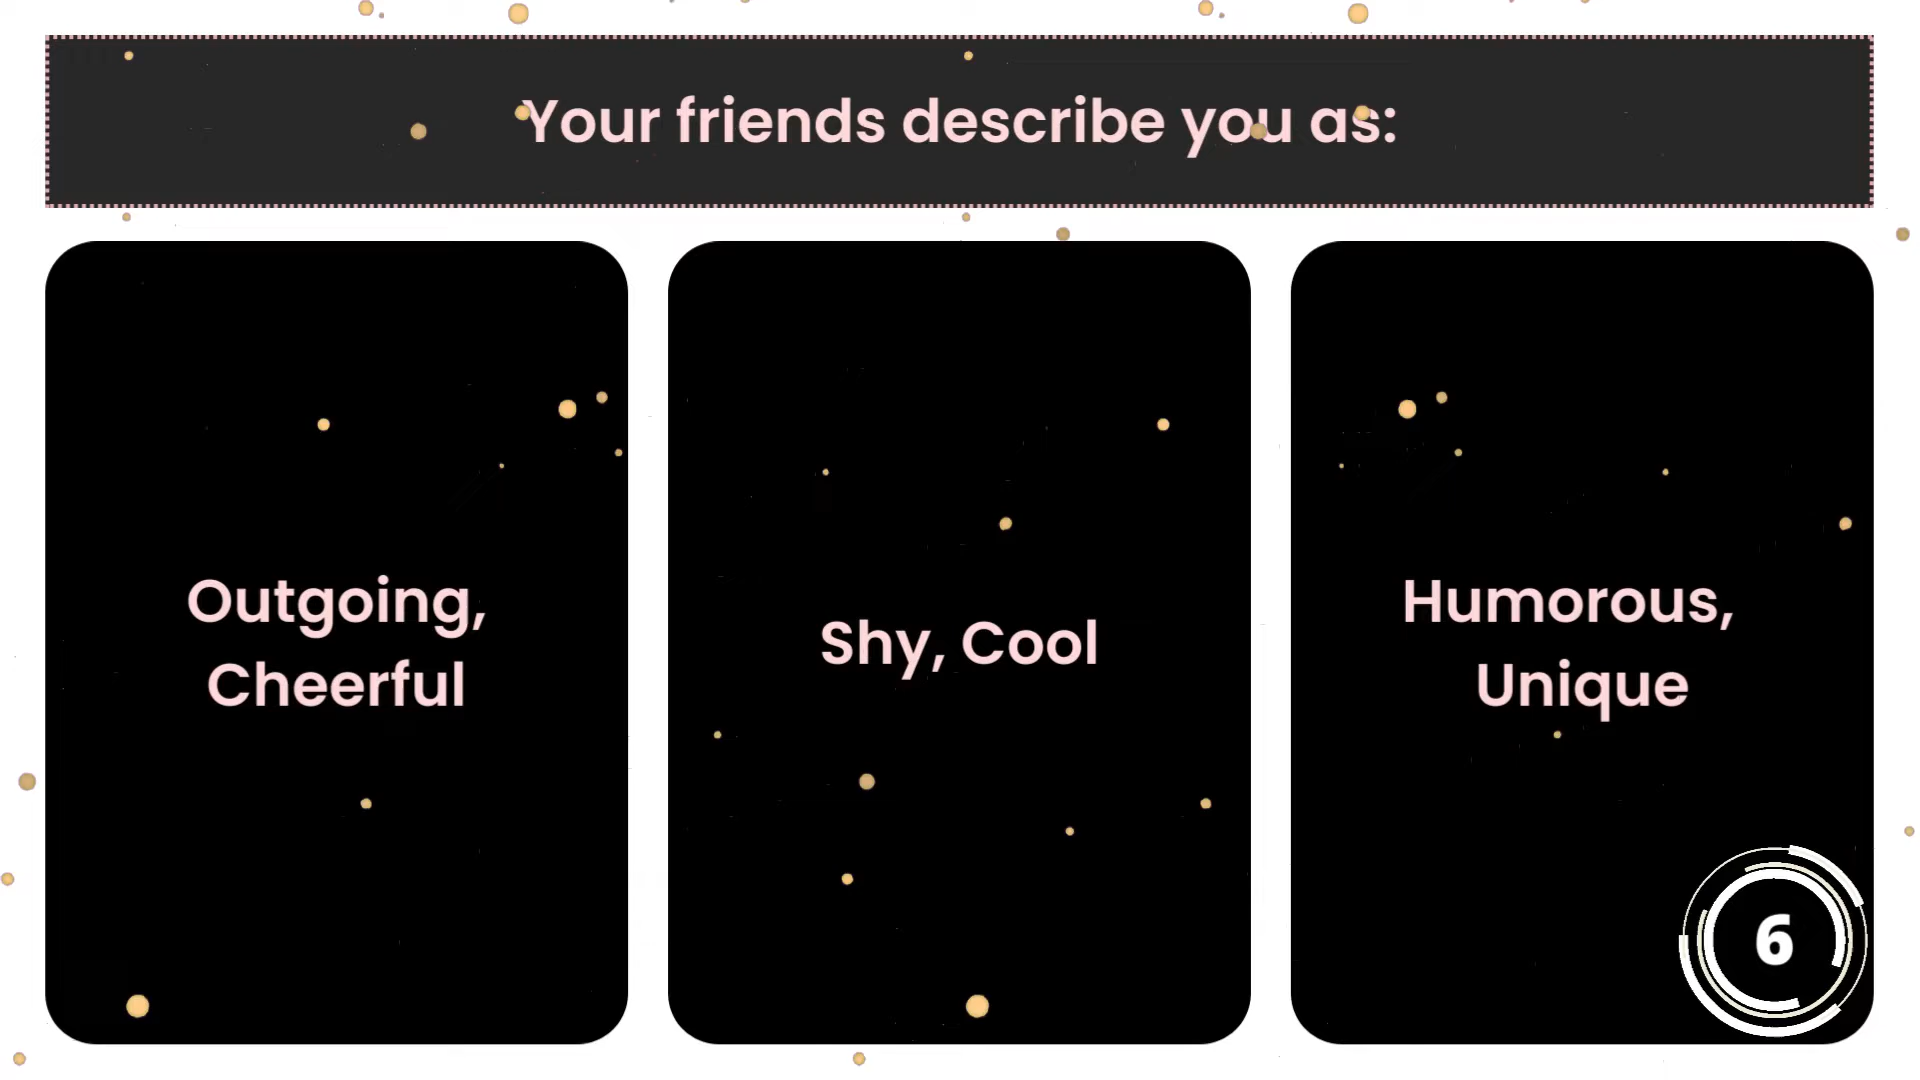 Your friends describe you as:
Outgoing,
Cheerful
Shy, Cool
Humorous,
Unique
6